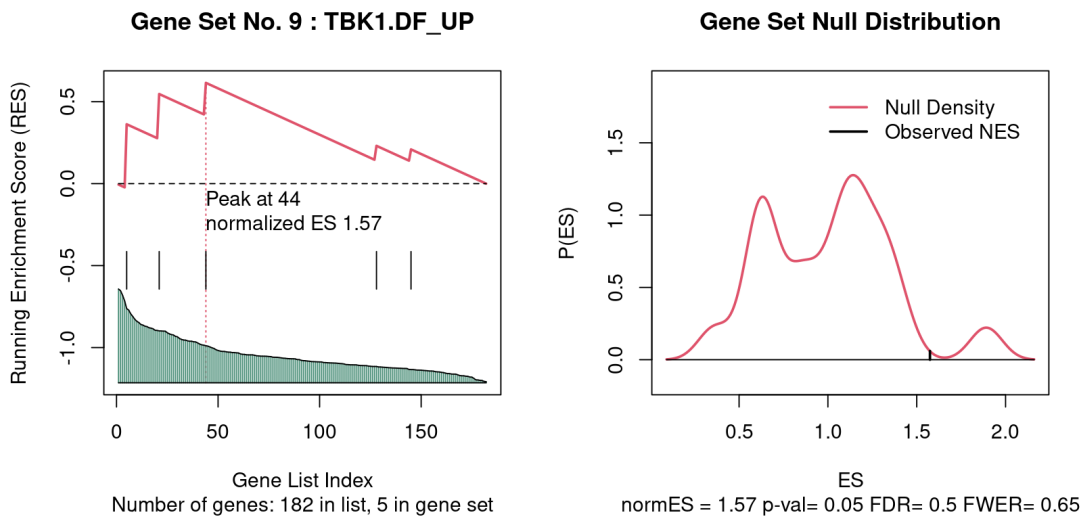 Gene Set No. 9 : TBK1.DF_UP
Running Enrichment Score (RES)
0.5
0.0
-0.5
-1.0
Peak at 44
normalized ES 1.57
0
50
100
150
Gene List Index
Number of genes: 182 in list, 5 in gene set
Gene Set Null Distribution
P(ES)
1.5
1.0
0.5
0.0
Null Density
Observed NES
0.5
1.0
1.5
2.0
ES
normES = 1.57 p-val= 0.05 FDR= 0.5 FWER= 0.65